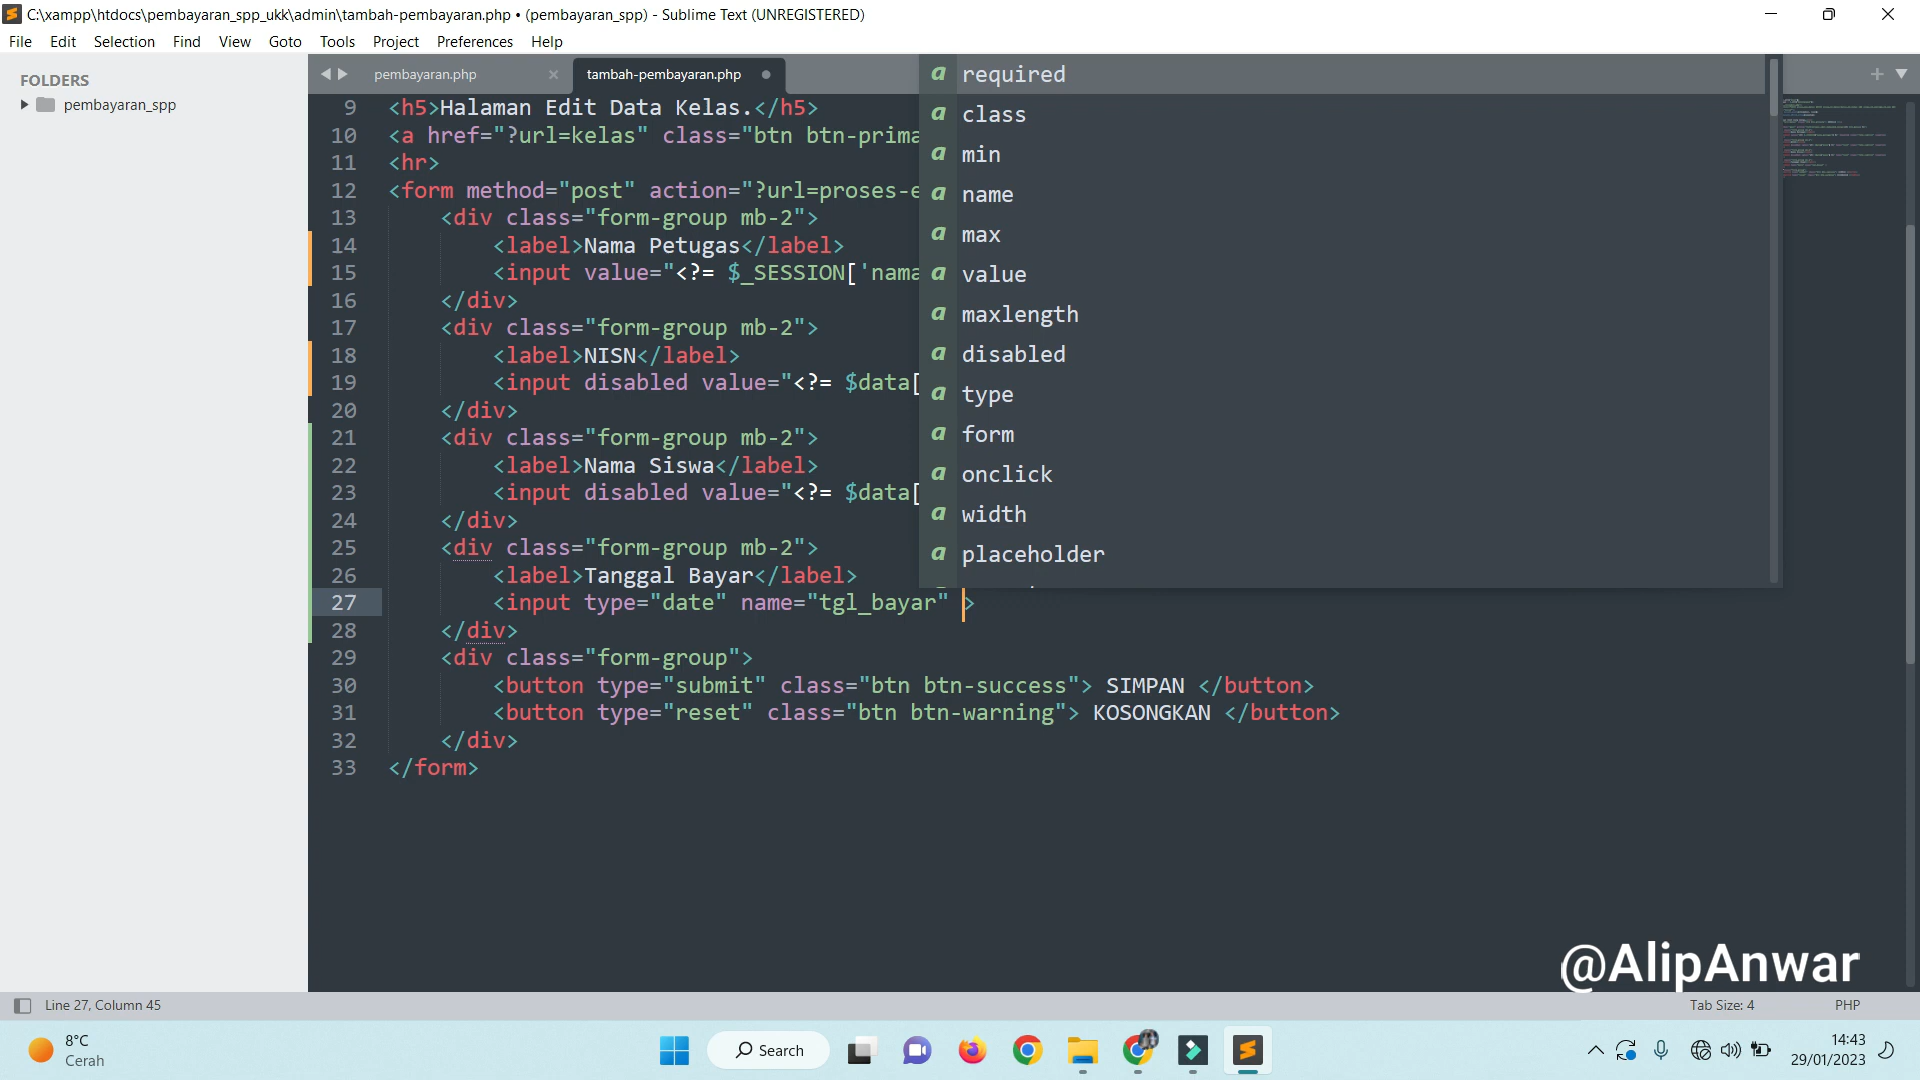 C:\xampp\htdocs\pembayaran_spp_ukk\admin\tambah-pembayaran.php • (pembayaran_spp) - Sublime Text (UNREGISTERED)
File Edit Selection Find View Goto Tools Project Preferences Help
FOLDERS
pembayaran_spp
pembayaran.php
tambah-pembayaran.php
9 <h5>Halaman Edit Data Kelas.</h5>
10 <a href="?url=kelas" class="btn btn-prima
11 <hr>
12 <form method="post" action="?url=proses-e
13 <div class="form-group mb-2">
14 <label>Nama Petugas</label>
15 <input value="<?= $_SESSION['nama
16 </div>
17 <div class="form-group mb-2">
18 <label>NISN</label>
19 <input disabled value="<?= $data[
20 </div>
21 <div class="form-group mb-2">
22 <label>Nama Siswa</label>
23 <input disabled value="<?= $data[
24 </div>
25 <div class="form-group mb-2">
26 <label>Tanggal Bayar</label>
27 <input type="date" name="tgl_bayar" >
28 </div>
29 <div class="form-group">
30 <button type="submit" class="btn btn-success"> SIMPAN </button>
31 <button type="reset" class="btn btn-warning"> KOSONGKAN </button>
32 </div>
33 </form>
a required
a class
a min
a name
a max
a value
a maxlength
a disabled
a type
a form
a onclick
a width
a placeholder
@AlipAnwar
Line 27, Column 45
Tab Size: 4
PHP
8°C
Cerah
Search
14:43
29/01/2023